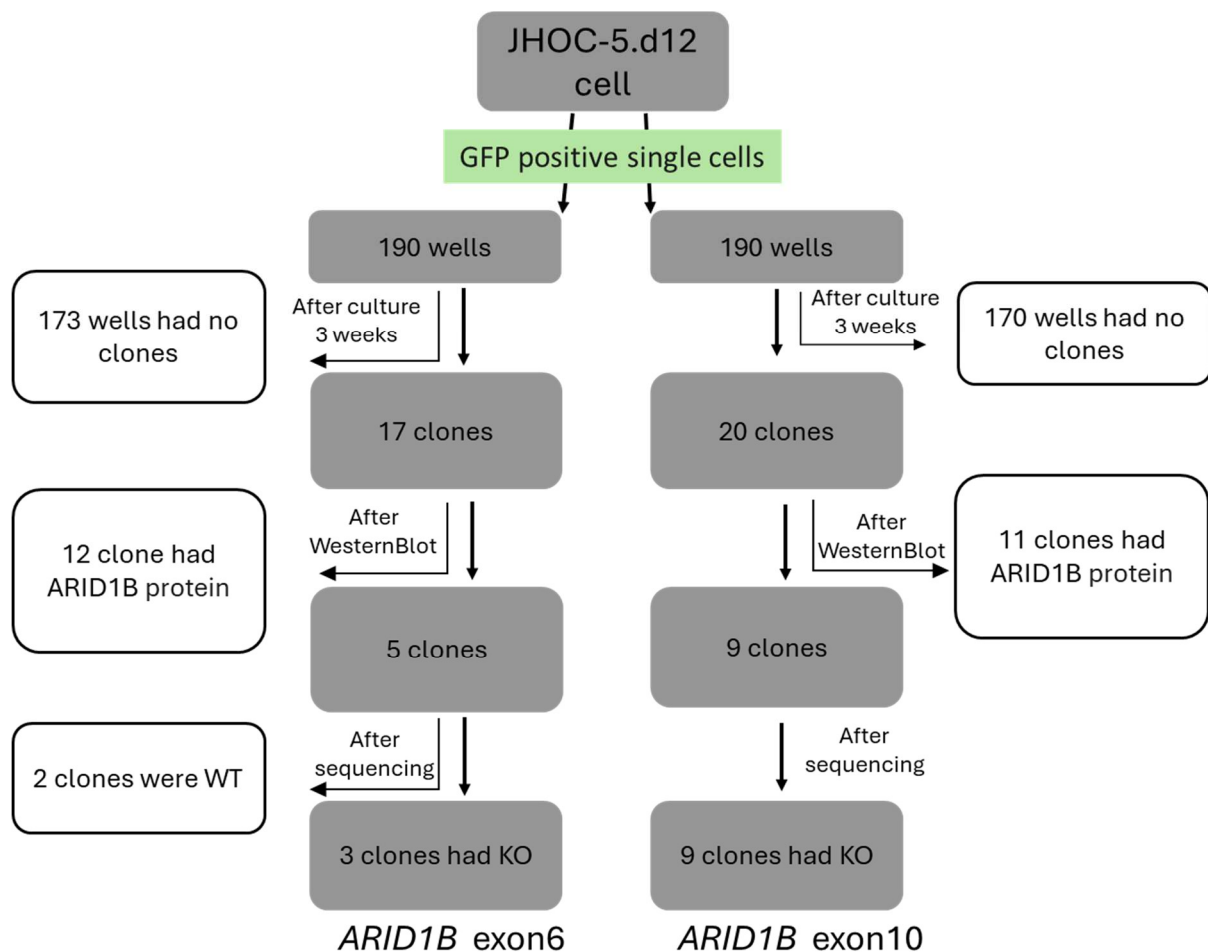 JHOC-5.d12
cell
GFP positive single cells
190 wells
190 wells
After culture
3 weeks
After culture
3 weeks
173 wells had no
clones
170 wells had no
clones
17 clones
20 clones
After
WesternBlot
After
WesternBlot
12 clone had
ARID1B protein
11 clones had
ARID1B protein
5 clones
9 clones
After
sequencing
After
sequencing
2 clones were WT
3 clones had KO
9 clones had KO
ARID1B exon6
ARID1B exon10